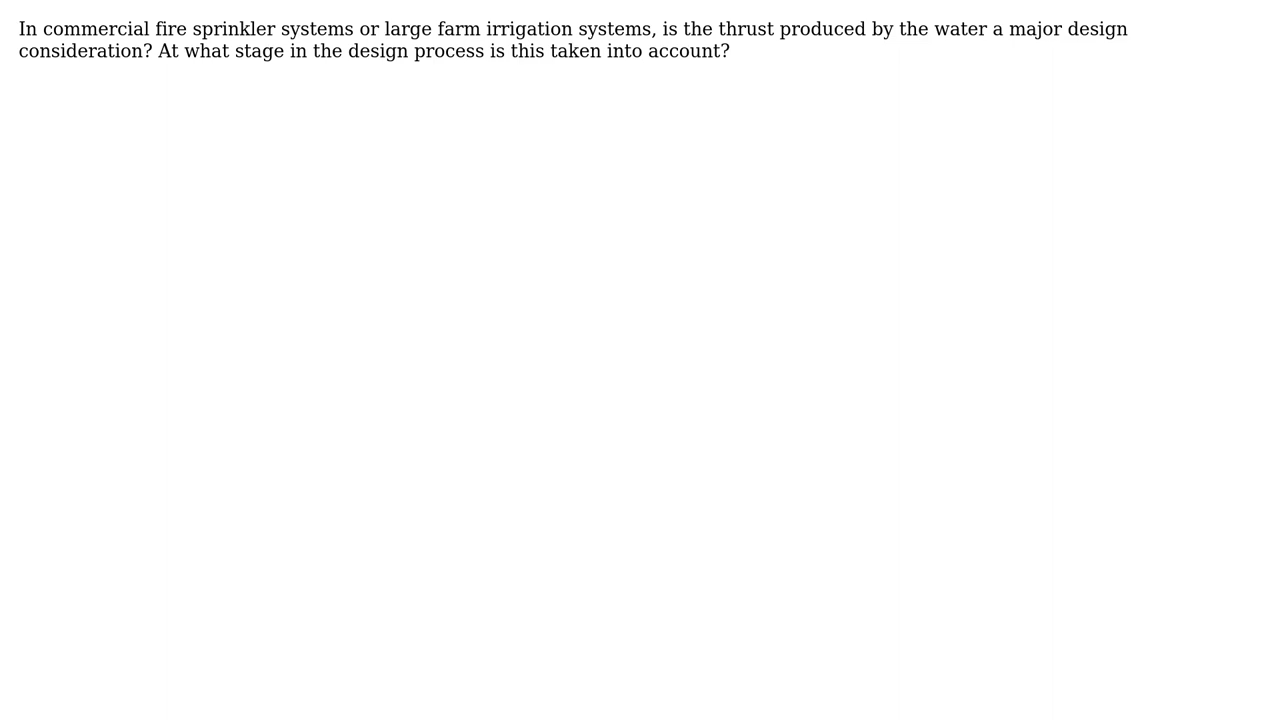 In commercial fire sprinkler systems or large farm irrigation systems, is the thrust produced by the water a major design
consideration? At what stage in the design process is this taken into account?